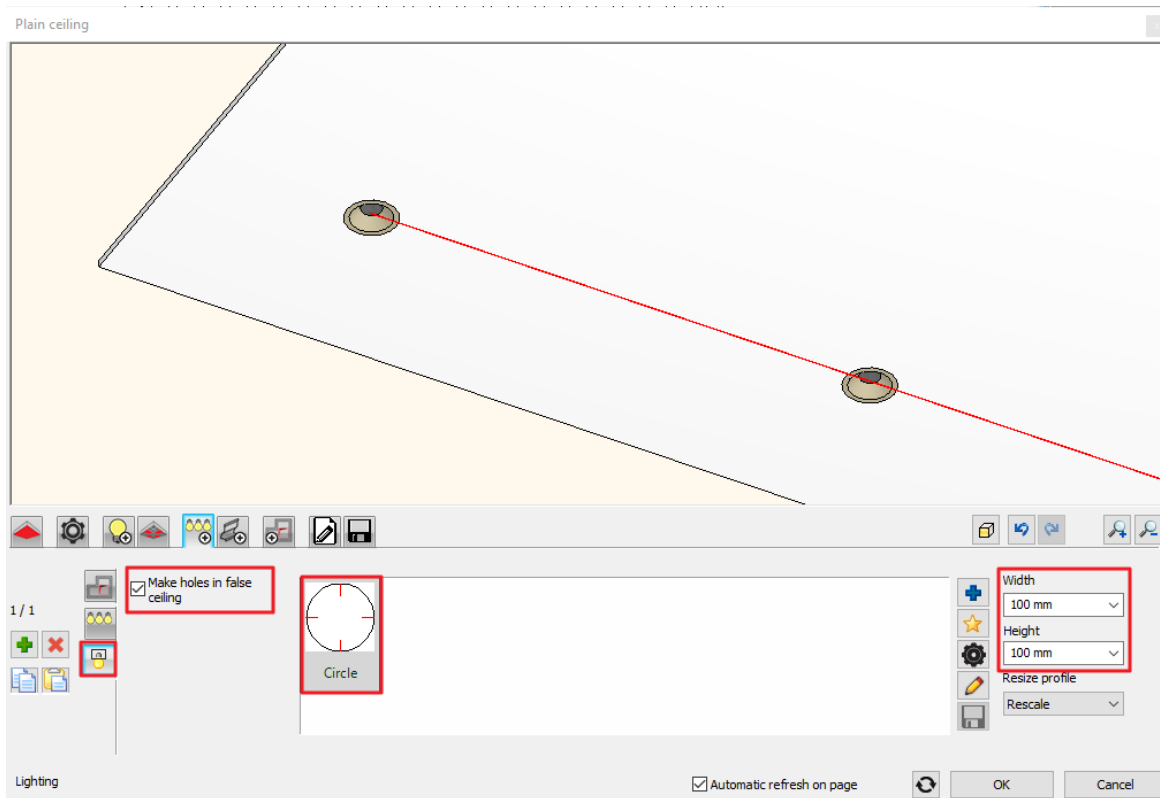 Plain ceiling
Make holes in false
ceiling
1 / 1
Circle
Width
100 mm
Height
100 mm
Resize profile
Rescale
Lighting
Automatic refresh on page
OK
Cancel